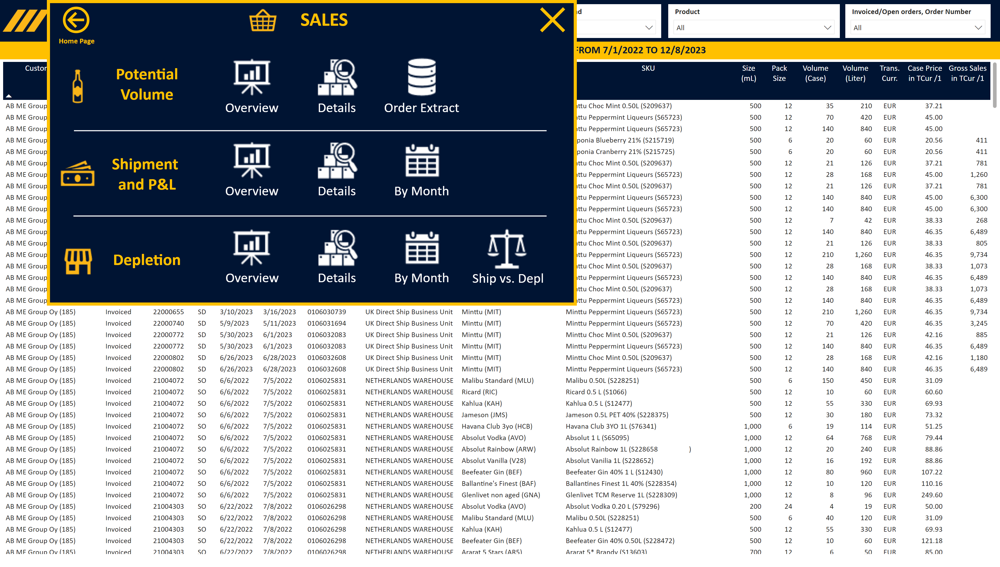 SALES
Home Page
Potential
Volume
Overview
Details
Order Extract
Shipment
and P&L
Overview
Details
By Month
Depletion
Overview
Details
By Month
Ship vs. Depl
Product
All
Invoiced/Open orders, Order Number
All
FROM 7/1/2022 TO 12/8/2023
SKU Size (mL) Pack Size Volume (Case) Volume (Liter) Trans. Curr. Case Price in TCur /1 Gross Sales in TCur /1
AB ME Group Choc Mint 0.50L (S209637) 500 12 35 210 EUR 37.21
AB ME Group Peppermint Liqueurs (S65723) 500 12 70 420 EUR 45.00
AB ME Group Peppermint Liqueurs (S65723) 500 12 140 840 EUR 45.00
AB ME Group Blueberry 21% (S215719) 500 6 20 60 EUR 20.56 411
AB ME Group Cranberry 21% (S215725) 500 6 20 60 EUR 20.56 411
AB ME Group Choc Mint 0.50L (S209637) 500 12 21 126 EUR 37.21 781
AB ME Group Peppermint Liqueurs (S65723) 500 12 28 168 EUR 45.00 1,260
AB ME Group Choc Mint 0.50L (S209637) 500 12 21 126 EUR 37.21 781
AB ME Group Peppermint Liqueurs (S65723) 500 12 140 840 EUR 45.00 6,300
AB ME Group Peppermint Liqueurs (S65723) 500 12 140 840 EUR 45.00 6,300
AB ME Group Choc Mint 0.50L (S209637) 500 12 7 42 EUR 38.33 268
AB ME Group Peppermint Liqueurs (S65723) 500 12 140 840 EUR 46.35 6,489
AB ME Group Choc Mint 0.50L (S209637) 500 12 21 126 EUR 38.33 805
AB ME Group Peppermint Liqueurs (S65723) 500 12 210 1,260 EUR 46.35 9,734
AB ME Group Choc Mint 0.50L (S209637) 500 12 28 168 EUR 38.33 1,073
AB ME Group Peppermint Liqueurs (S65723) 500 12 140 840 EUR 46.35 6,489
AB ME Group Choc Mint 0.50L (S209637) 500 12 28 168 EUR 38.33 1,073
AB ME Group Peppermint Liqueurs (S65723) 500 12 140 840 EUR 46.35 6,489
AB ME Group Oy (185) Invoiced 22000655 SD 3/10/2023 3/16/2023 0106030739 UK Direct Ship Business Unit Minttu (MIT) Minttu Peppermint Liqueurs (S65723) 500 12 210 1,260 EUR 46.35 9,734
AB ME Group Oy (185) Invoiced 22000740 SD 5/9/2023 5/11/2023 0106031694 UK Direct Ship Business Unit Minttu (MIT) Minttu Peppermint Liqueurs (S65723) 500 12 70 420 EUR 46.35 3,245
AB ME Group Oy (185) Invoiced 22000772 SD 5/30/2023 6/1/2023 0106032083 UK Direct Ship Business Unit Minttu (MIT) Minttu Choc Mint 0.50L (S209637) 500 12 21 126 EUR 42.16 885
AB ME Group Oy (185) Invoiced 22000772 SD 5/30/2023 6/1/2023 0106032083 UK Direct Ship Business Unit Minttu (MIT) Minttu Peppermint Liqueurs (S65723) 500 12 140 840 EUR 46.35 6,489
AB ME Group Oy (185) Invoiced 22000802 SD 6/26/2023 6/28/2023 0106032608 UK Direct Ship Business Unit Minttu (MIT) Minttu Choc Mint 0.50L (S209637) 500 12 28 168 EUR 42.16 1,180
AB ME Group Oy (185) Invoiced 22000802 SD 6/26/2023 6/28/2023 0106032608 UK Direct Ship Business Unit Minttu (MIT) Minttu Peppermint Liqueurs (S65723) 500 12 140 840 EUR 46.35 6,489
AB ME Group Oy (185) Invoiced 21004072 SO 6/6/2022 7/5/2022 0106025831 NETHERLANDS WAREHOUSE Malibu Standard (MLU) Malibu 0.50L (S228251) 500 6 150 450 EUR 31.09
AB ME Group Oy (185) Invoiced 21004072 SO 6/6/2022 7/5/2022 0106025831 NETHERLANDS WAREHOUSE Ricard (RIC) Ricard 0.5 L (S1066) 500 12 10 60 EUR 60.60
AB ME Group Oy (185) Invoiced 21004072 SO 6/6/2022 7/5/2022 0106025831 NETHERLANDS WAREHOUSE Kahlua (KAH) Kahlua 0.5 L (S12477) 500 12 55 330 EUR 69.93
AB ME Group Oy (185) Invoiced 21004072 SO 6/6/2022 7/5/2022 0106025831 NETHERLANDS WAREHOUSE Jameson (JMS) Jameson 0.5L PET 40% (S228375) 500 12 30 180 EUR 73.32
AB ME Group Oy (185) Invoiced 21004072 SO 6/6/2022 7/5/2022 0106025831 NETHERLANDS WAREHOUSE Havana Club 3yo (HCB) Havana Club 3YO 1L (S76341) 1,000 6 19 114 EUR 51.25
AB ME Group Oy (185) Invoiced 21004072 SO 6/6/2022 7/5/2022 0106025831 NETHERLANDS WAREHOUSE Absolut Vodka (AVO) Absolut 1 L (S65095) 1,000 12 64 768 EUR 79.44
AB ME Group Oy (185) Invoiced 21004072 SO 6/6/2022 7/5/2022 0106025831 NETHERLANDS WAREHOUSE Absolut Rainbow (ARW) Absolut Rainbow 1L (S228658 ) 1,000 12 20 240 EUR 88.86
AB ME Group Oy (185) Invoiced 21004072 SO 6/6/2022 7/5/2022 0106025831 NETHERLANDS WAREHOUSE Absolut Vanilla (V28) Absolut Vanilia 1L (S228652) 1,000 12 16 192 EUR 88.86
AB ME Group Oy (185) Invoiced 21004072 SO 6/6/2022 7/5/2022 0106025831 NETHERLANDS WAREHOUSE Beefeater Gin (BEF) Beefeater Gin 40% 1 L (S12430) 1,000 12 80 960 EUR 107.22
AB ME Group Oy (185) Invoiced 21004072 SO 6/6/2022 7/5/2022 0106025831 NETHERLANDS WAREHOUSE Ballantine's Finest (BAF) Ballantines Finest 1L 40% (S228354) 1,000 12 10 120 EUR 110.16
AB ME Group Oy (185) Invoiced 21004072 SO 6/6/2022 7/5/2022 0106025831 NETHERLANDS WAREHOUSE Glenlivet non aged (GNA) Glenlivet TCM Reserve 1L (S228309) 1,000 12 8 96 EUR 249.60
AB ME Group Oy (185) Invoiced 21004303 SO 6/22/2022 7/8/2022 0106026298 NETHERLANDS WAREHOUSE Absolut Vodka (AVO) Absolut Vodka 0.20 L (S79296) 200 24 4 19 EUR 50.00
AB ME Group Oy (185) Invoiced 21004303 SO 6/22/2022 7/8/2022 0106026298 NETHERLANDS WAREHOUSE Malibu Standard (MLU) Malibu 0.50L (S228251) 500 6 40 120 EUR 31.09
AB ME Group Oy (185) Invoiced 21004303 SO 6/22/2022 7/8/2022 0106026298 NETHERLANDS WAREHOUSE Kahlua (KAH) Kahlua 0.5 L (S12477) 500 12 55 330 EUR 69.93
AB ME Group Oy (185) Invoiced 21004303 SO 6/22/2022 7/8/2022 0106026298 NETHERLANDS WAREHOUSE Beefeater Gin (BEF) Beefeater Gin 40% 0.50L (S228472) 500 12 10 60 EUR 121.18
AB ME Group Oy (185) Invoiced 21004303 SO 6/22/2022 7/8/2022 0106026298 NETHERLANDS WAREHOUSE Ararat 5 Stars (AR5) Ararat 5* Brandy (S13603) 700 12 6 50 EUR 85.00